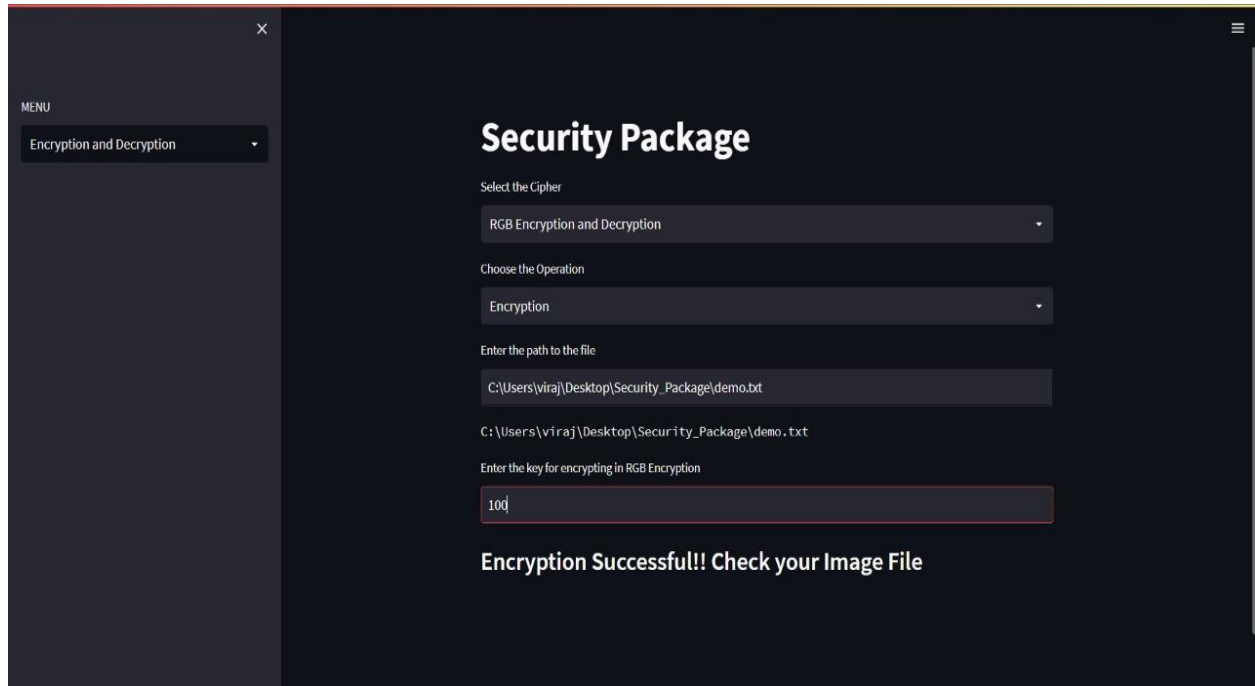 MENU
Encryption and Decryption
Security Package
Select the Cipher
RGB Encryption and Decryption
Choose the Operation
Encryption
Enter the path to the file
C:\Users\viraj\Desktop\Security_Package\demo.txt
C:\Users\viraj\Desktop\Security_Package\demo.txt
Enter the key for encrypting in RGB Encryption
100
Encryption Successful!! Check your Image File